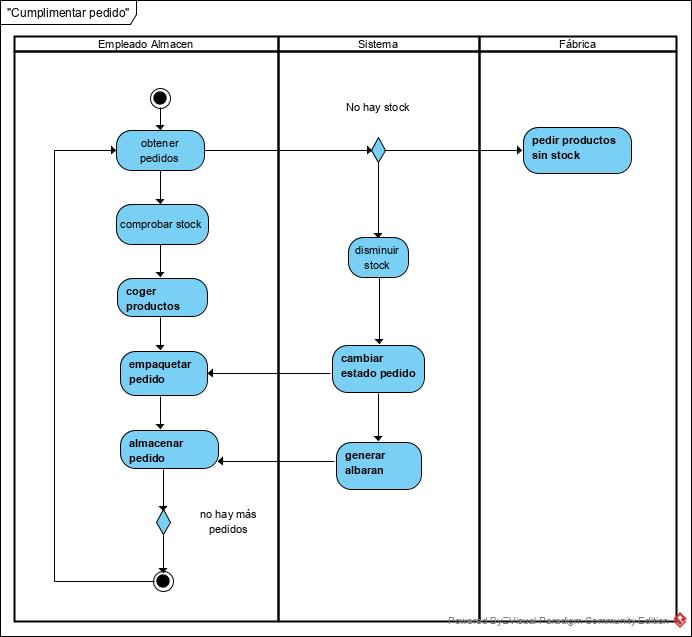 "Cumplimentar pedido"
Empleado Almacen
Sistema
Fábrica
No hay stock
obtener
pedidos
pedir productos
sin stock
comprobar stock
disminuir
stock
coger
productos
cambiar
estado pedido
empaquetar
pedido
almacenar
pedido
generar
albaran
no hay más
pedidos
Powered By Visual Paradigm Community Edition